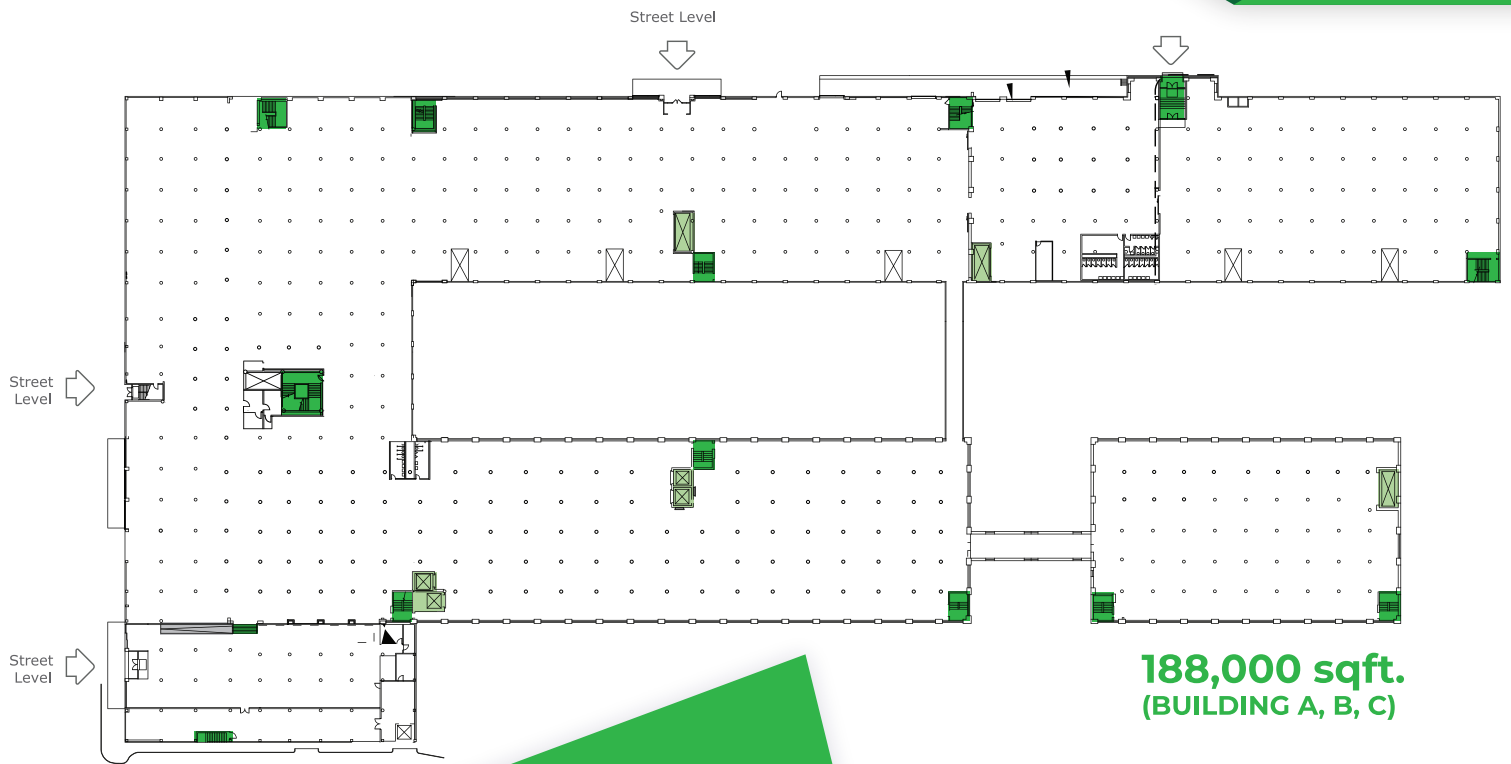 Street Level
Street
Level
Street
Level
188,000 sqft.
(BUILDING A, B, C)